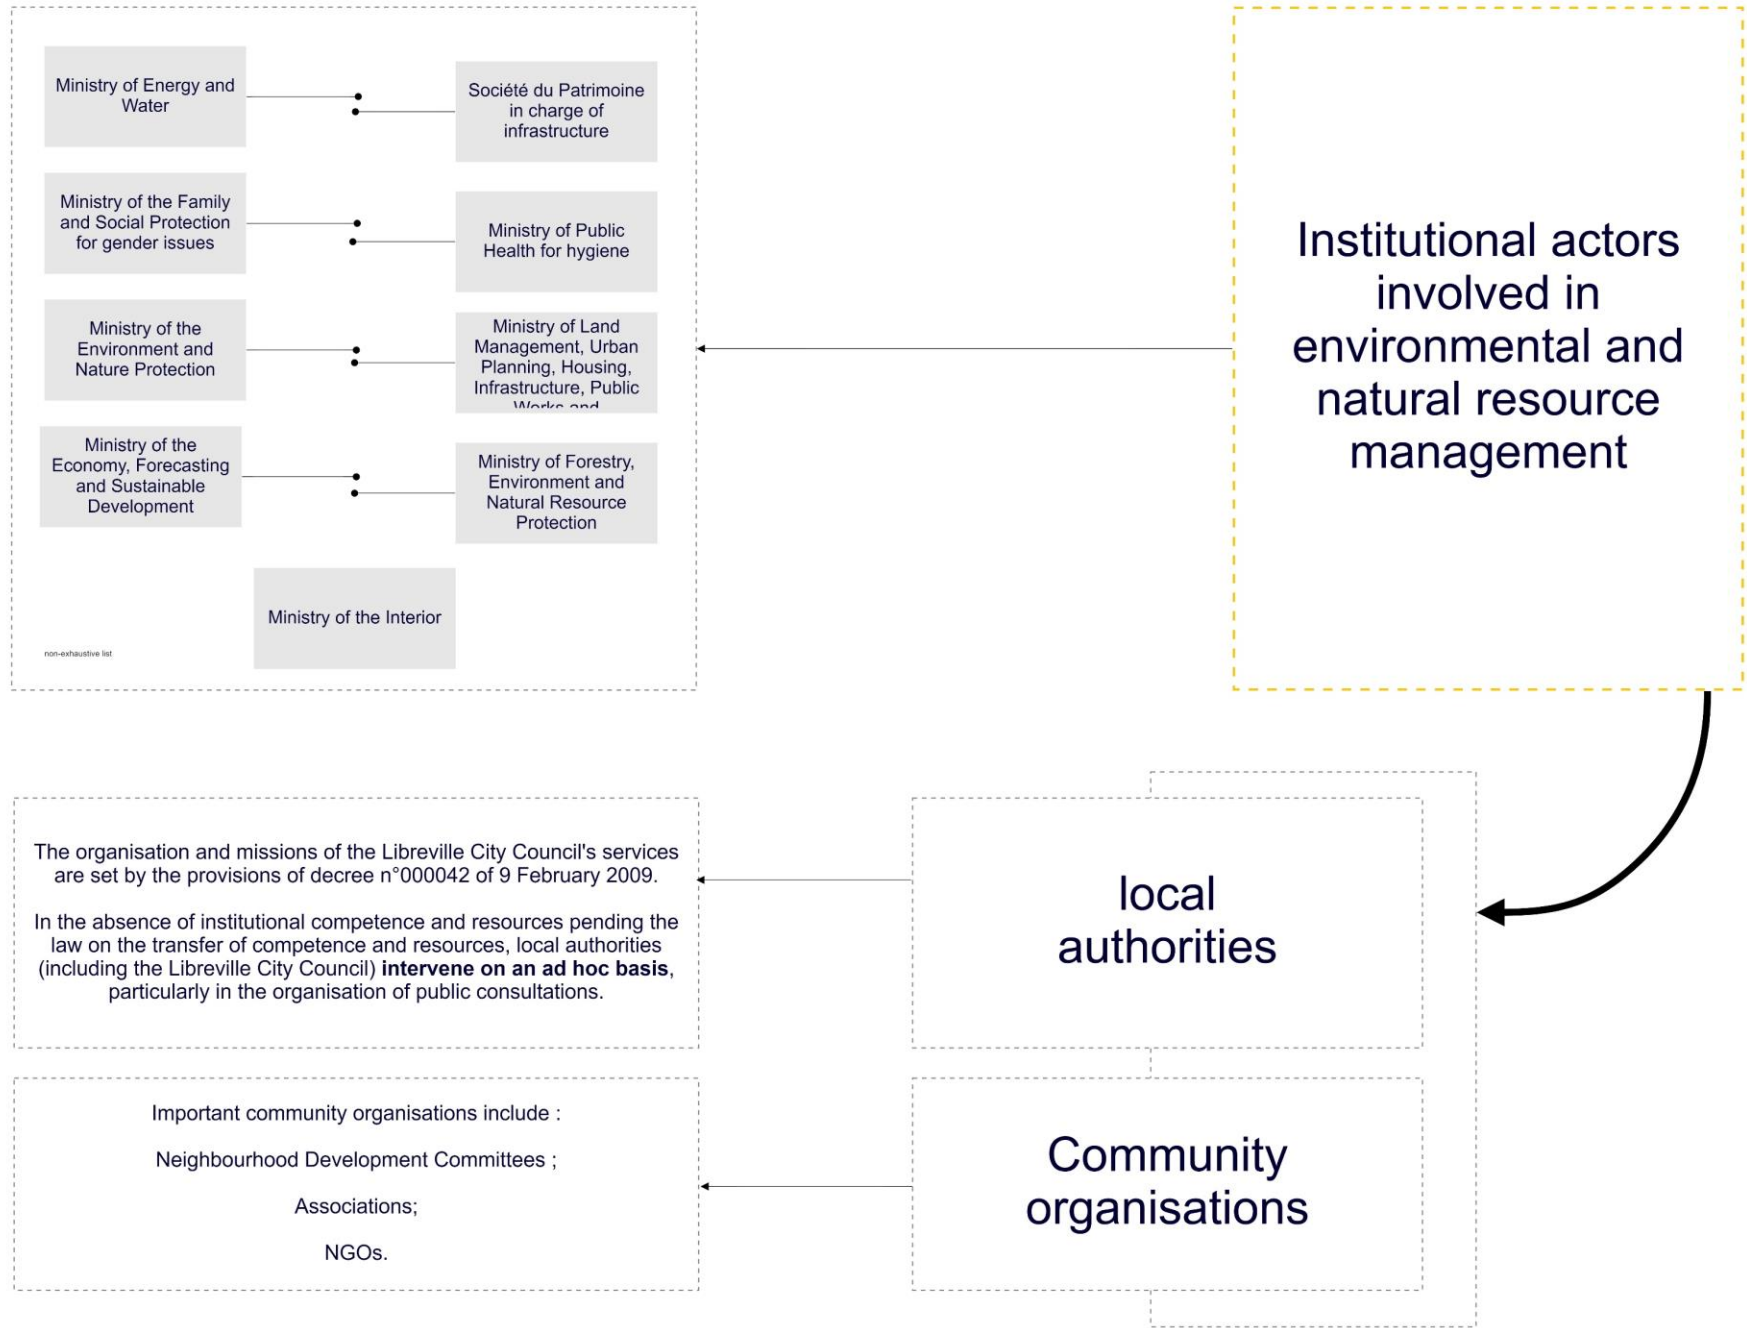 Ministry of Energy and
Water
Société du Patrimoine
in charge of
infrastructure
Ministry of the Family
and Social Protection
for gender issues
Ministry of Public
Health for hygiene
Ministry of the
Environment and
Nature Protection
Ministry of Land
Management, Urban
Planning, Housing,
Infrastructure, Public
Works and
Ministry of the
Economy, Forecasting
and Sustainable
Development
Ministry of Forestry,
Environment and
Natural Resource
Protection
Ministry of the Interior
non-exhaustive list
Institutional actors
involved in
environmental and
natural resource
management
The organisation and missions of the Libreville City Council's services
are set by the provisions of decree n°000042 of 9 February 2009.
In the absence of institutional competence and resources pending the
law on the transfer of competence and resources, local authorities
(including the Libreville City Council) intervene on an ad hoc basis,
particularly in the organisation of public consultations.
local
authorities
Important community organisations include :
Neighbourhood Development Committees ;
Associations;
NGOs.
Community
organisations